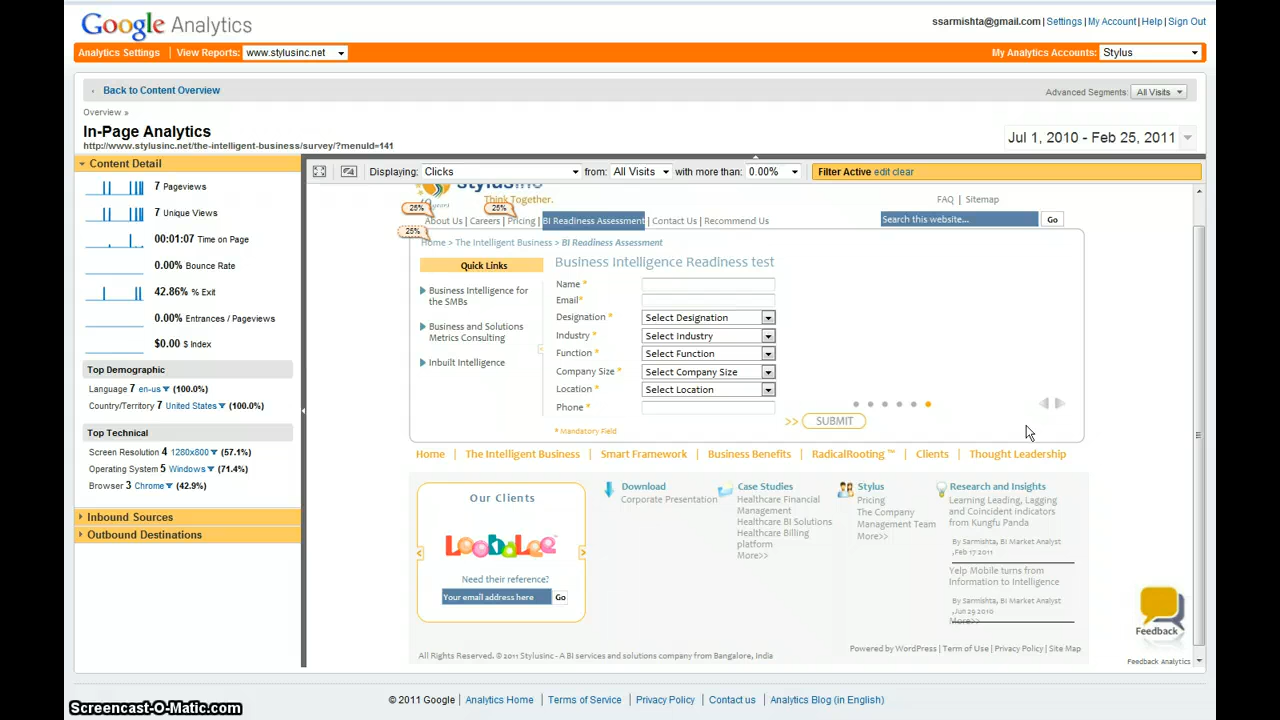 Google Analytics
ssarmishta@gmail.com | Settings | My Account | Help | Sign Out
Analytics Settings | View Reports: www.stylusinc.net
My Analytics Accounts: Stylus
Back to Content Overview
Advanced Segments: All Visits
Overview »
In-Page Analytics
http://www.stylusinc.net/the-intelligent-business/survey/?menuId=141
Jul 1, 2010 - Feb 25, 2011
Content Detail
7 Pageviews
7 Unique Views
00:01:07 Time on Page
0.00% Bounce Rate
42.86% % Exit
0.00% Entrances / Pageviews
$0.00 $ Index
Top Demographic
Language 7 en-us (100.0%)
Country/Territory 7 United States (100.0%)
Top Technical
Screen Resolution 4 1280x800 (57.1%)
Operating System 5 Windows (71.4%)
Browser 3 Chrome (42.9%)
Inbound Sources
Outbound Destinations
Displaying: Clicks from: All Visits with more than: 0.00%
Filter Active edit clear
stylusinc
Think Together.
FAQ | Sitemap
25%
25%
About Us | Careers | Pricing | BI Readiness Assessment | Contact Us | Recommend Us
Search this website... Go
25%
Home > The Intelligent Business > BI Readiness Assessment
Quick Links
Business Intelligence for
the SMBs
Business and Solutions
Metrics Consulting
Inbuilt Intelligence
Business Intelligence Readiness test
Name *
Email*
Designation * Select Designation
Industry * Select Industry
Function * Select Function
Company Size * Select Company Size
Location * Select Location
Phone *
* Mandatory Field
>> SUBMIT
Home | The Intelligent Business | Smart Framework | Business Benefits | RadicalRooting ™ | Clients | Thought Leadership
Our Clients
LoobaLee
Need their reference?
Your email address here Go
Download
Corporate Presentation
Case Studies
Healthcare Financial
Management
Healthcare BI Solutions
Healthcare Billing
platform
More>>
Stylus
Pricing
The Company
Management Team
More>>
Research and Insights
Learning Leading, Lagging
and Coincident indicators
from Kungfu Panda
By Sarmishta, BI Market Analyst
,Feb 17 2011
Yelp Mobile turns from
Information to Intelligence
By Sarmishta, BI Market Analyst
,Jun 29 2010
More>>
Feedback
Feedback Analytics
All Rights Reserved. © 2011 Stylusinc - A BI services and solutions company from Bangalore, India
Powered by WordPress | Term of Use | Privacy Policy | Site Map
© 2011 Google | Analytics Home | Terms of Service | Privacy Policy | Contact us | Analytics Blog (in English)
Screencast-O-Matic.com